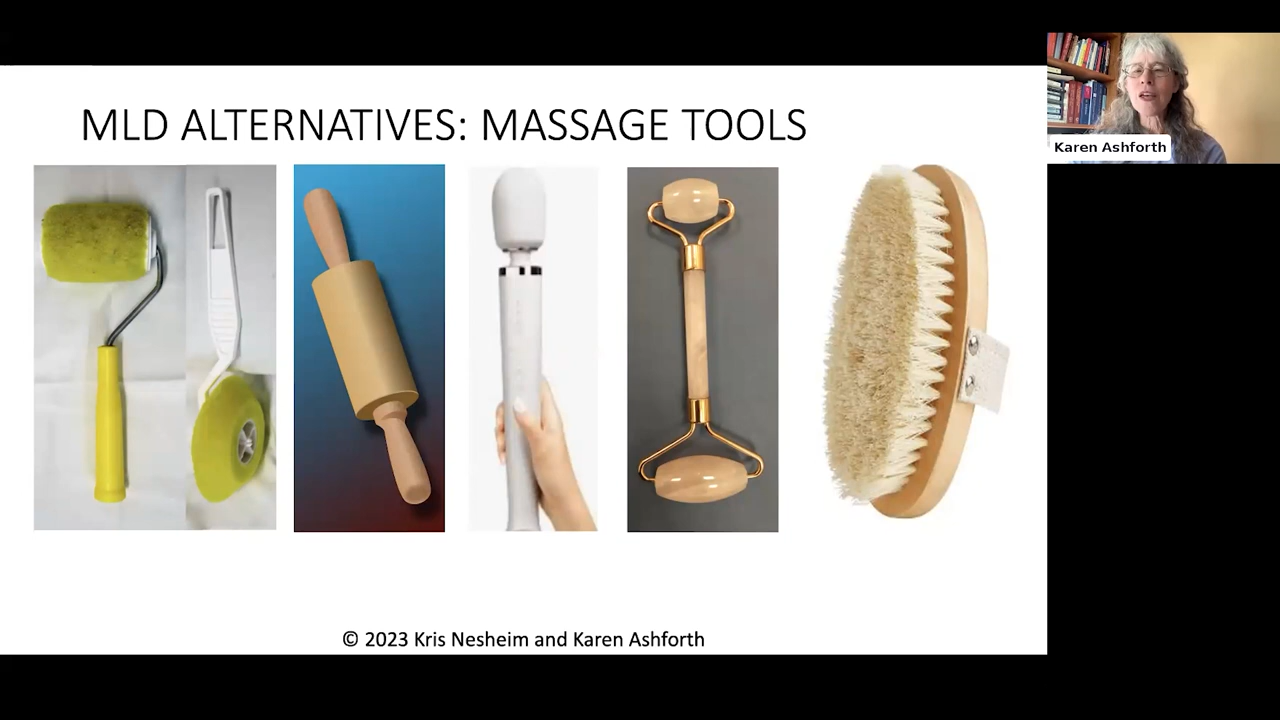 MLD ALTERNATIVES: MASSAGE TOOLS
Karen Ashforth
© 2023 Kris Nesheim and Karen Ashforth